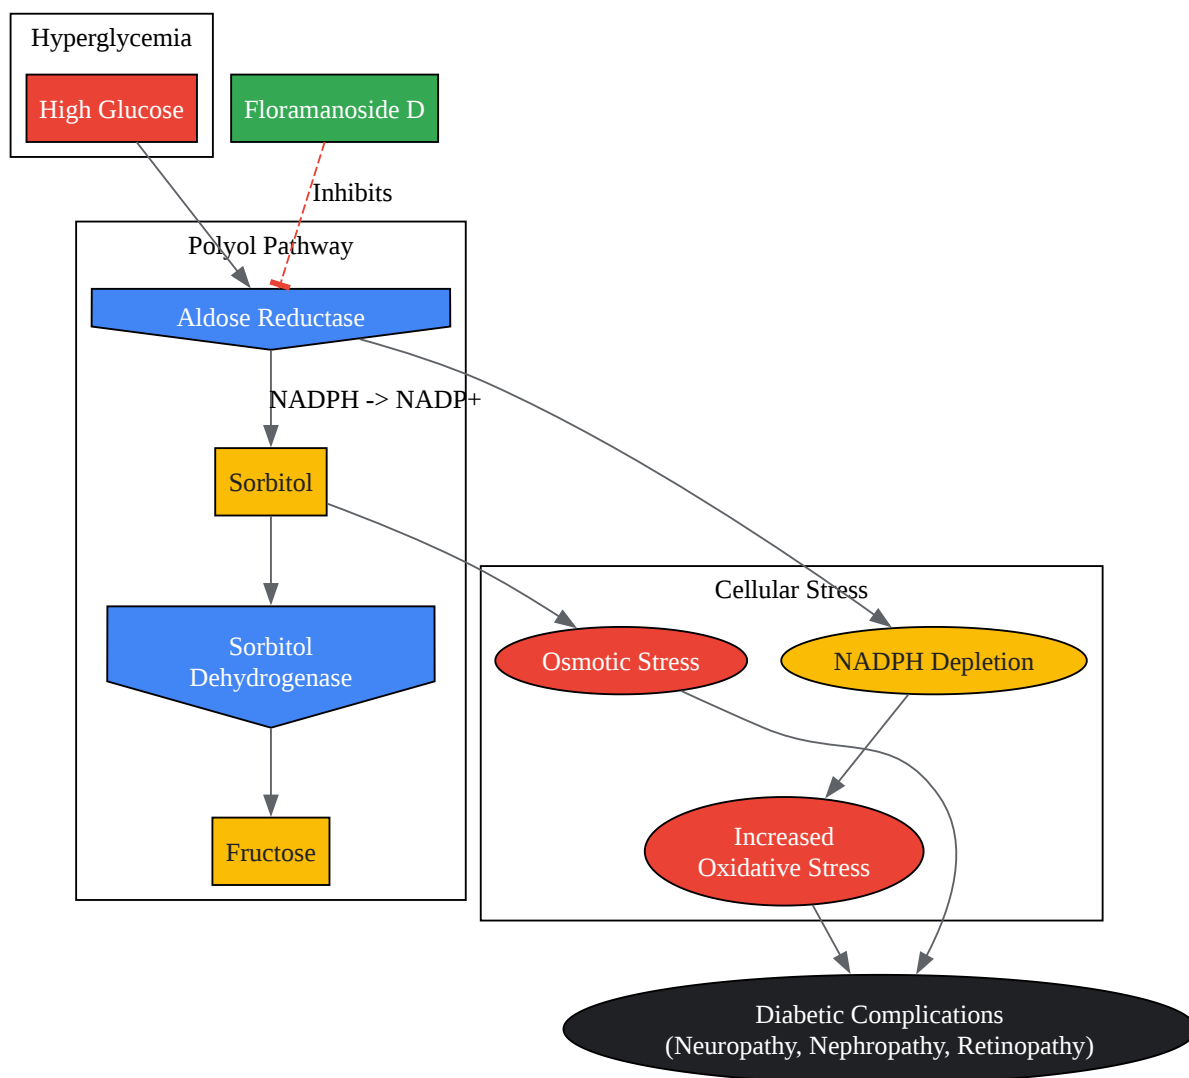 Hyperglycemia
High Glucose
Floramanoside D
Inhibits
Polyol Pathway
Aldose Reductase
NADPH -> NADP+
Sorbitol
Cellular Stress
Sorbitol
Dehydrogenase
Osmotic Stress
NADPH Depletion
Increased
Oxidative Stress
Fructose
Diabetic Complications
(Neuropathy, Nephropathy, Retinopathy)